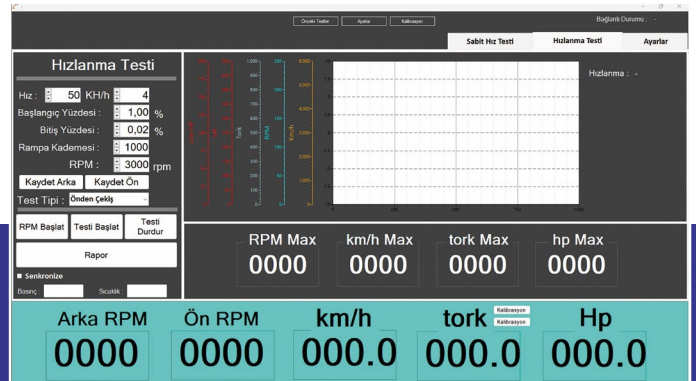 Önceki Testler Ayarlar Kalibrasyon
Bağlantı Durumu : -
Sabit Hız Testi Hızlanma Testi Ayarlar
Hızlanma Testi
Hız : 50 KH/h 4
Başlangıç Yüzdesi : 1,00 %
Bitiş Yüzdesi : 0,02 %
Rampa Kademesi : 1000
RPM : 3000 rpm
Kaydet Arka Kaydet Ön
Test Tipi : Önden Çekiş
RPM Başlat Testi Başlat Testi Durdur
Rapor
Senkronize
Basınç : Sıcaklık :
Tork
RPM
Km/h
Hızlanma : -
RPM Max km/h Max tork Max hp Max
0000 0000 0000 0000
Arka RPM Ön RPM km/h tork Kalibrasyon Kalibrasyon Hp
0000 0000 000.0 000.0 000.0